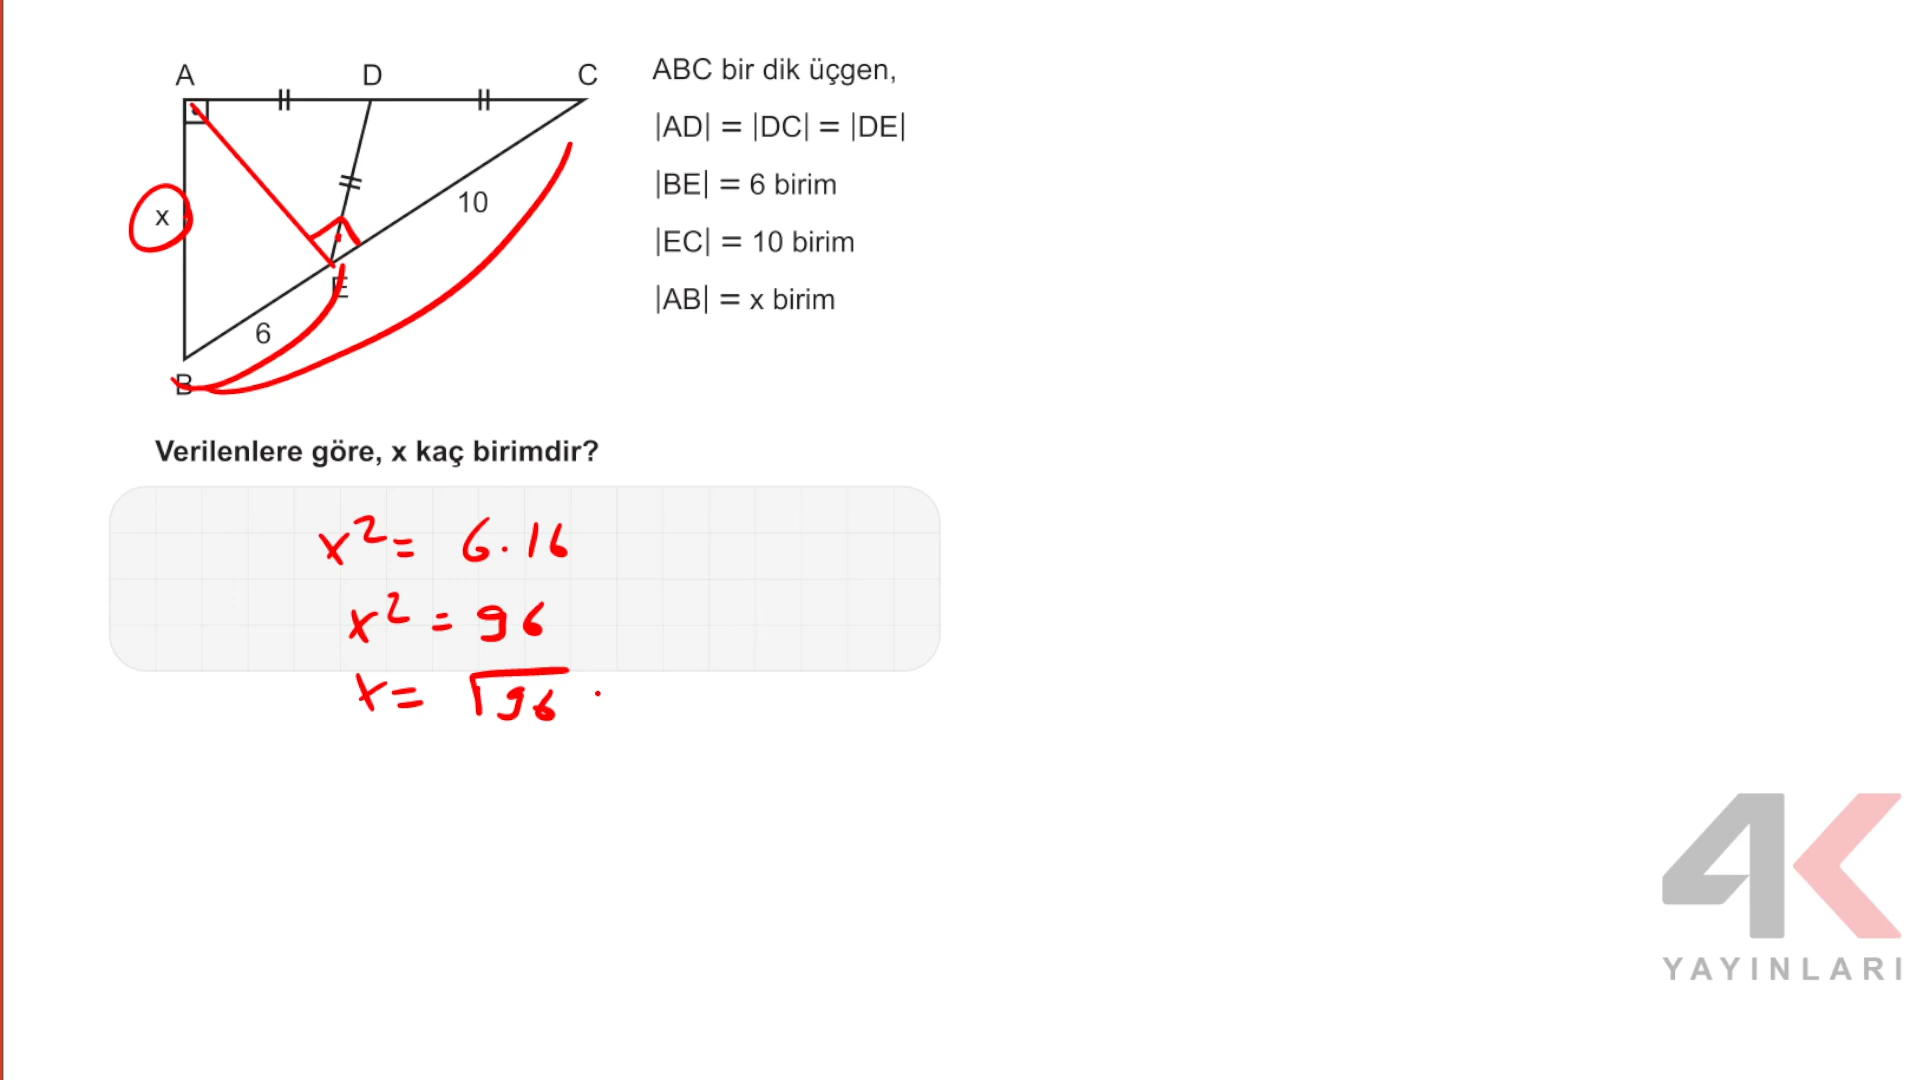 A D C
x
10
E
6
B
ABC bir dik üçgen,
|AD| = |DC| = |DE|
|BE| = 6 birim
|EC| = 10 birim
|AB| = x birim
Verilenlere göre, x kaç birimdir?
x² = 6.16
x² = 96
x = √96 .
4K
YAYINLARI